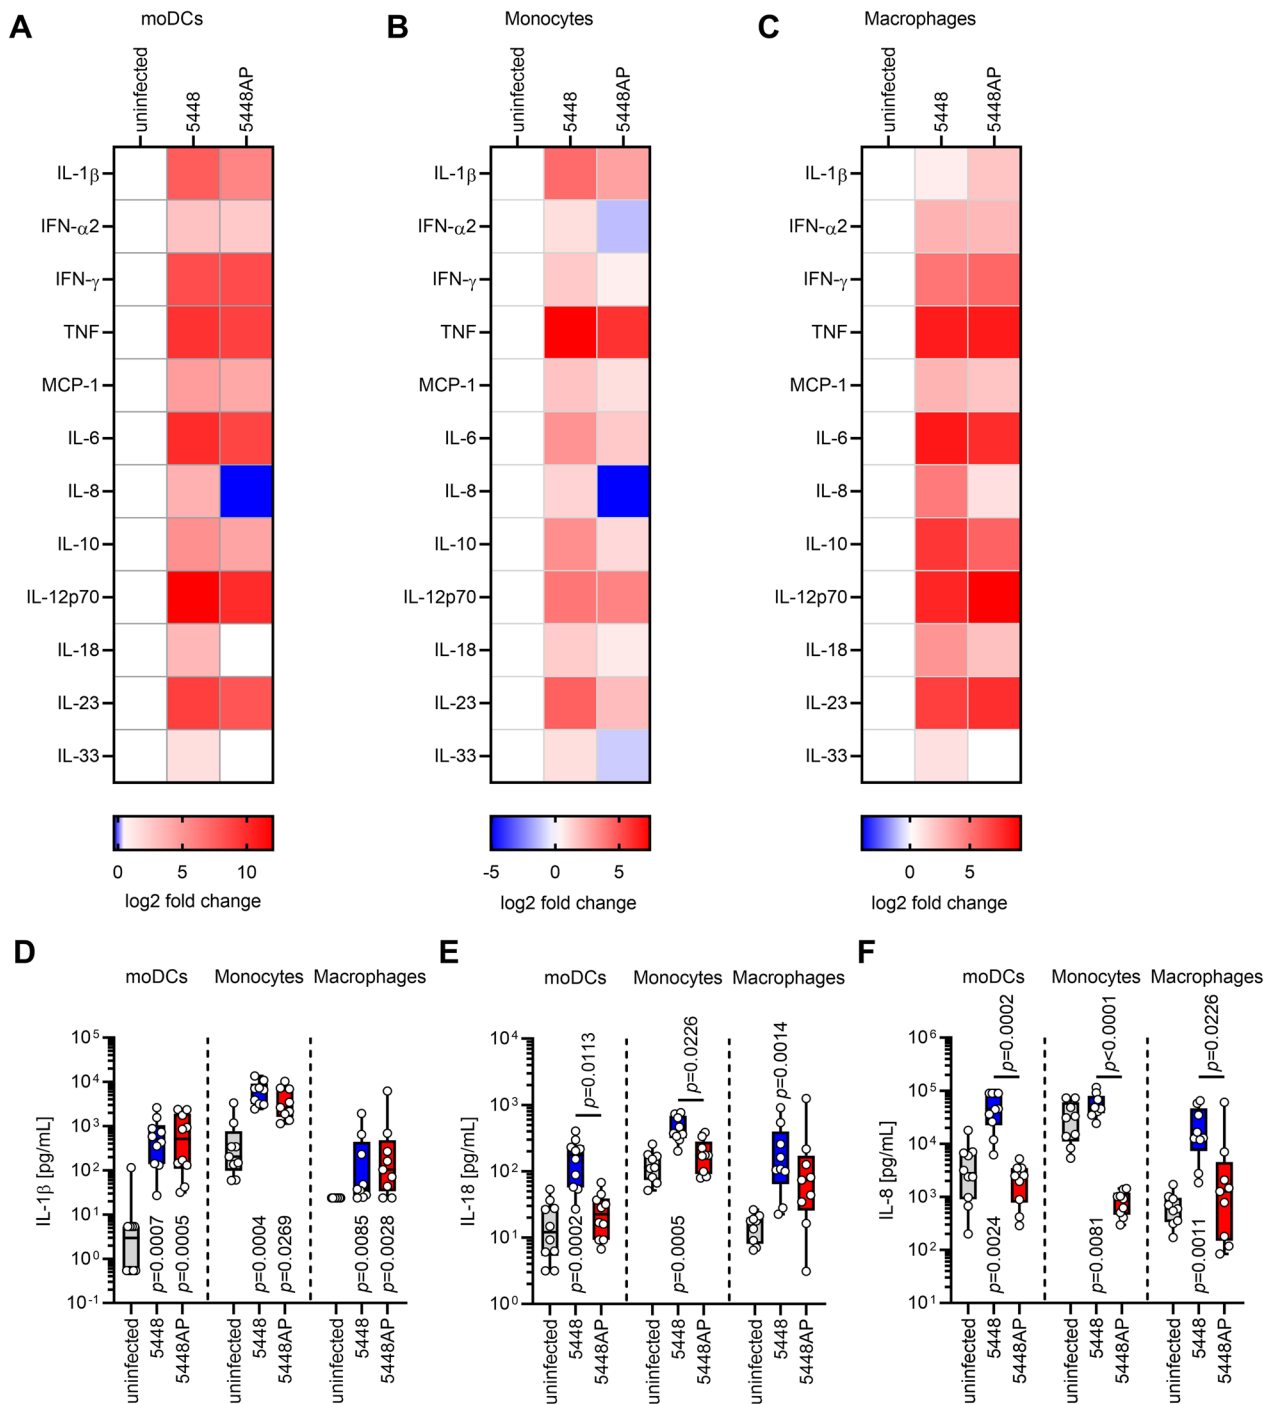 A
moDCs
B
Monocytes
C
Macrophages
uninfected
5448
5448AP
uninfected
5448
5448AP
uninfected
5448
5448AP
IL-1β
IFN-α2
IFN-γ
TNF
MCP-1
IL-6
IL-8
IL-10
IL-12p70
IL-18
IL-23
IL-33
IL-1β
IFN-α2
IFN-γ
TNF
MCP-1
IL-6
IL-8
IL-10
IL-12p70
IL-18
IL-23
IL-33
IL-1β
IFN-α2
IFN-γ
TNF
MCP-1
IL-6
IL-8
IL-10
IL-12p70
IL-18
IL-23
IL-33
0 5 10
log2 fold change
-5 0 5
log2 fold change
0 5
log2 fold change
D
moDCs Monocytes Macrophages
IL-1β [pg/mL]
10⁵
10⁴
10³
10²
10¹
10⁰
10⁻¹
p=0.0007
p=0.0005
p=0.0004
p=0.0269
p=0.0085
p=0.0028
uninfected
5448
5448AP
uninfected
5448
5448AP
uninfected
5448
5448AP
E
moDCs Monocytes Macrophages
IL-18 [pg/mL]
10⁴
10³
10²
10¹
10⁰
p=0.0113
p=0.0226
p=0.0014
p=0.0002
p=0.0005
uninfected
5448
5448AP
uninfected
5448
5448AP
uninfected
5448
5448AP
F
moDCs Monocytes Macrophages
IL-8 [pg/mL]
10⁶
10⁵
10⁴
10³
10²
10¹
p=0.0002
p<0.0001
p=0.0226
p=0.0024
p=0.0081
p=0.0011
uninfected
5448
5448AP
uninfected
5448
5448AP
uninfected
5448
5448AP